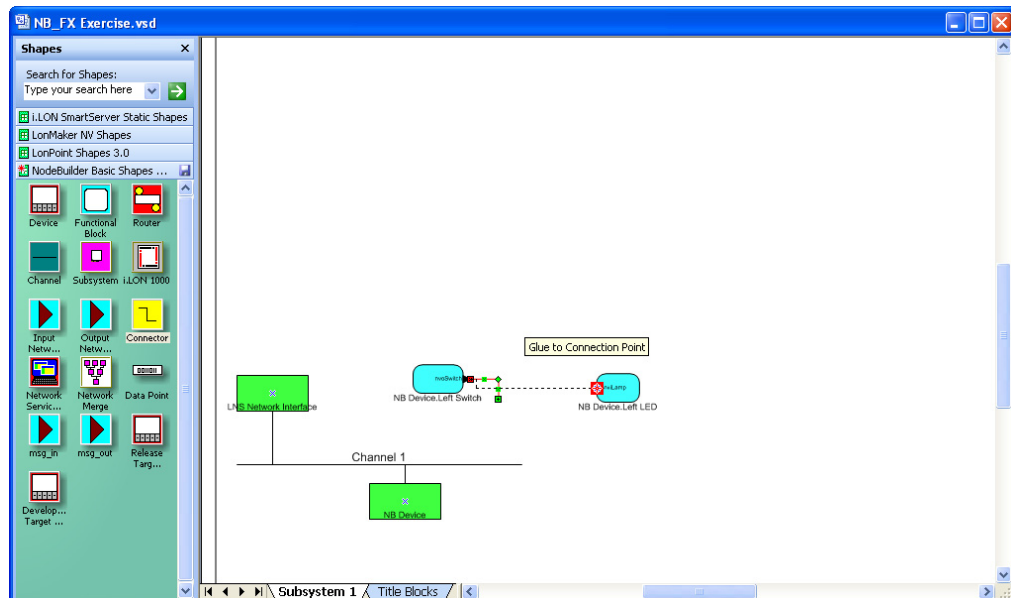 NB_FX Exercise.vsd
Shapes
Search for Shapes:
Type your search here
i.LON SmartServer Static Shapes
LonMaker NV Shapes
LonPoint Shapes 3.0
NodeBuilder Basic Shapes ...
Device
Functional
Block
Router
Channel
Subsystem
i.LON 1000
Input
Netw...
Output
Netw...
Connector
Network
Servic...
Network
Merge
Data Point
msg_in
msg_out
Release
Targ...
Develop...
Target ...
Glue to Connection Point
nvoSwitch
NB Device.Left Switch
nviLamp
NB Device.Left LED
LNS Network Interface
Channel 1
NB Device
Subsystem 1
Title Blocks